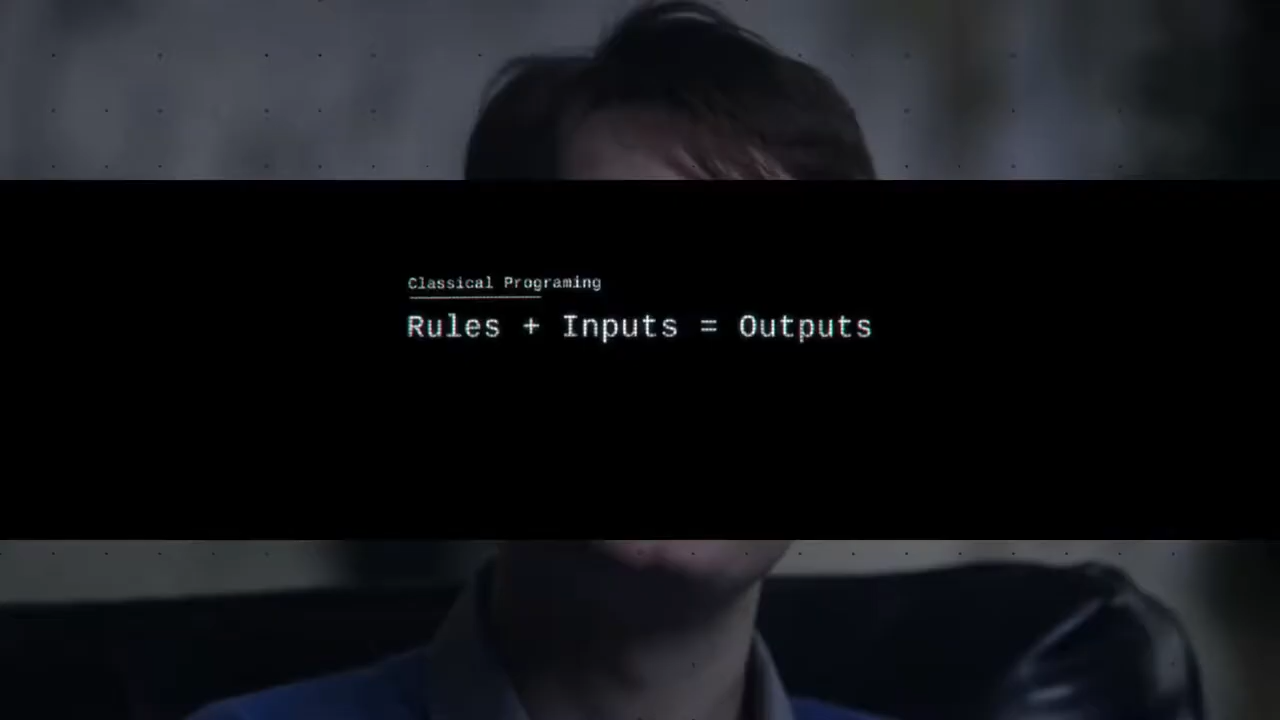 Classical Programing
Rules + Inputs = Outputs